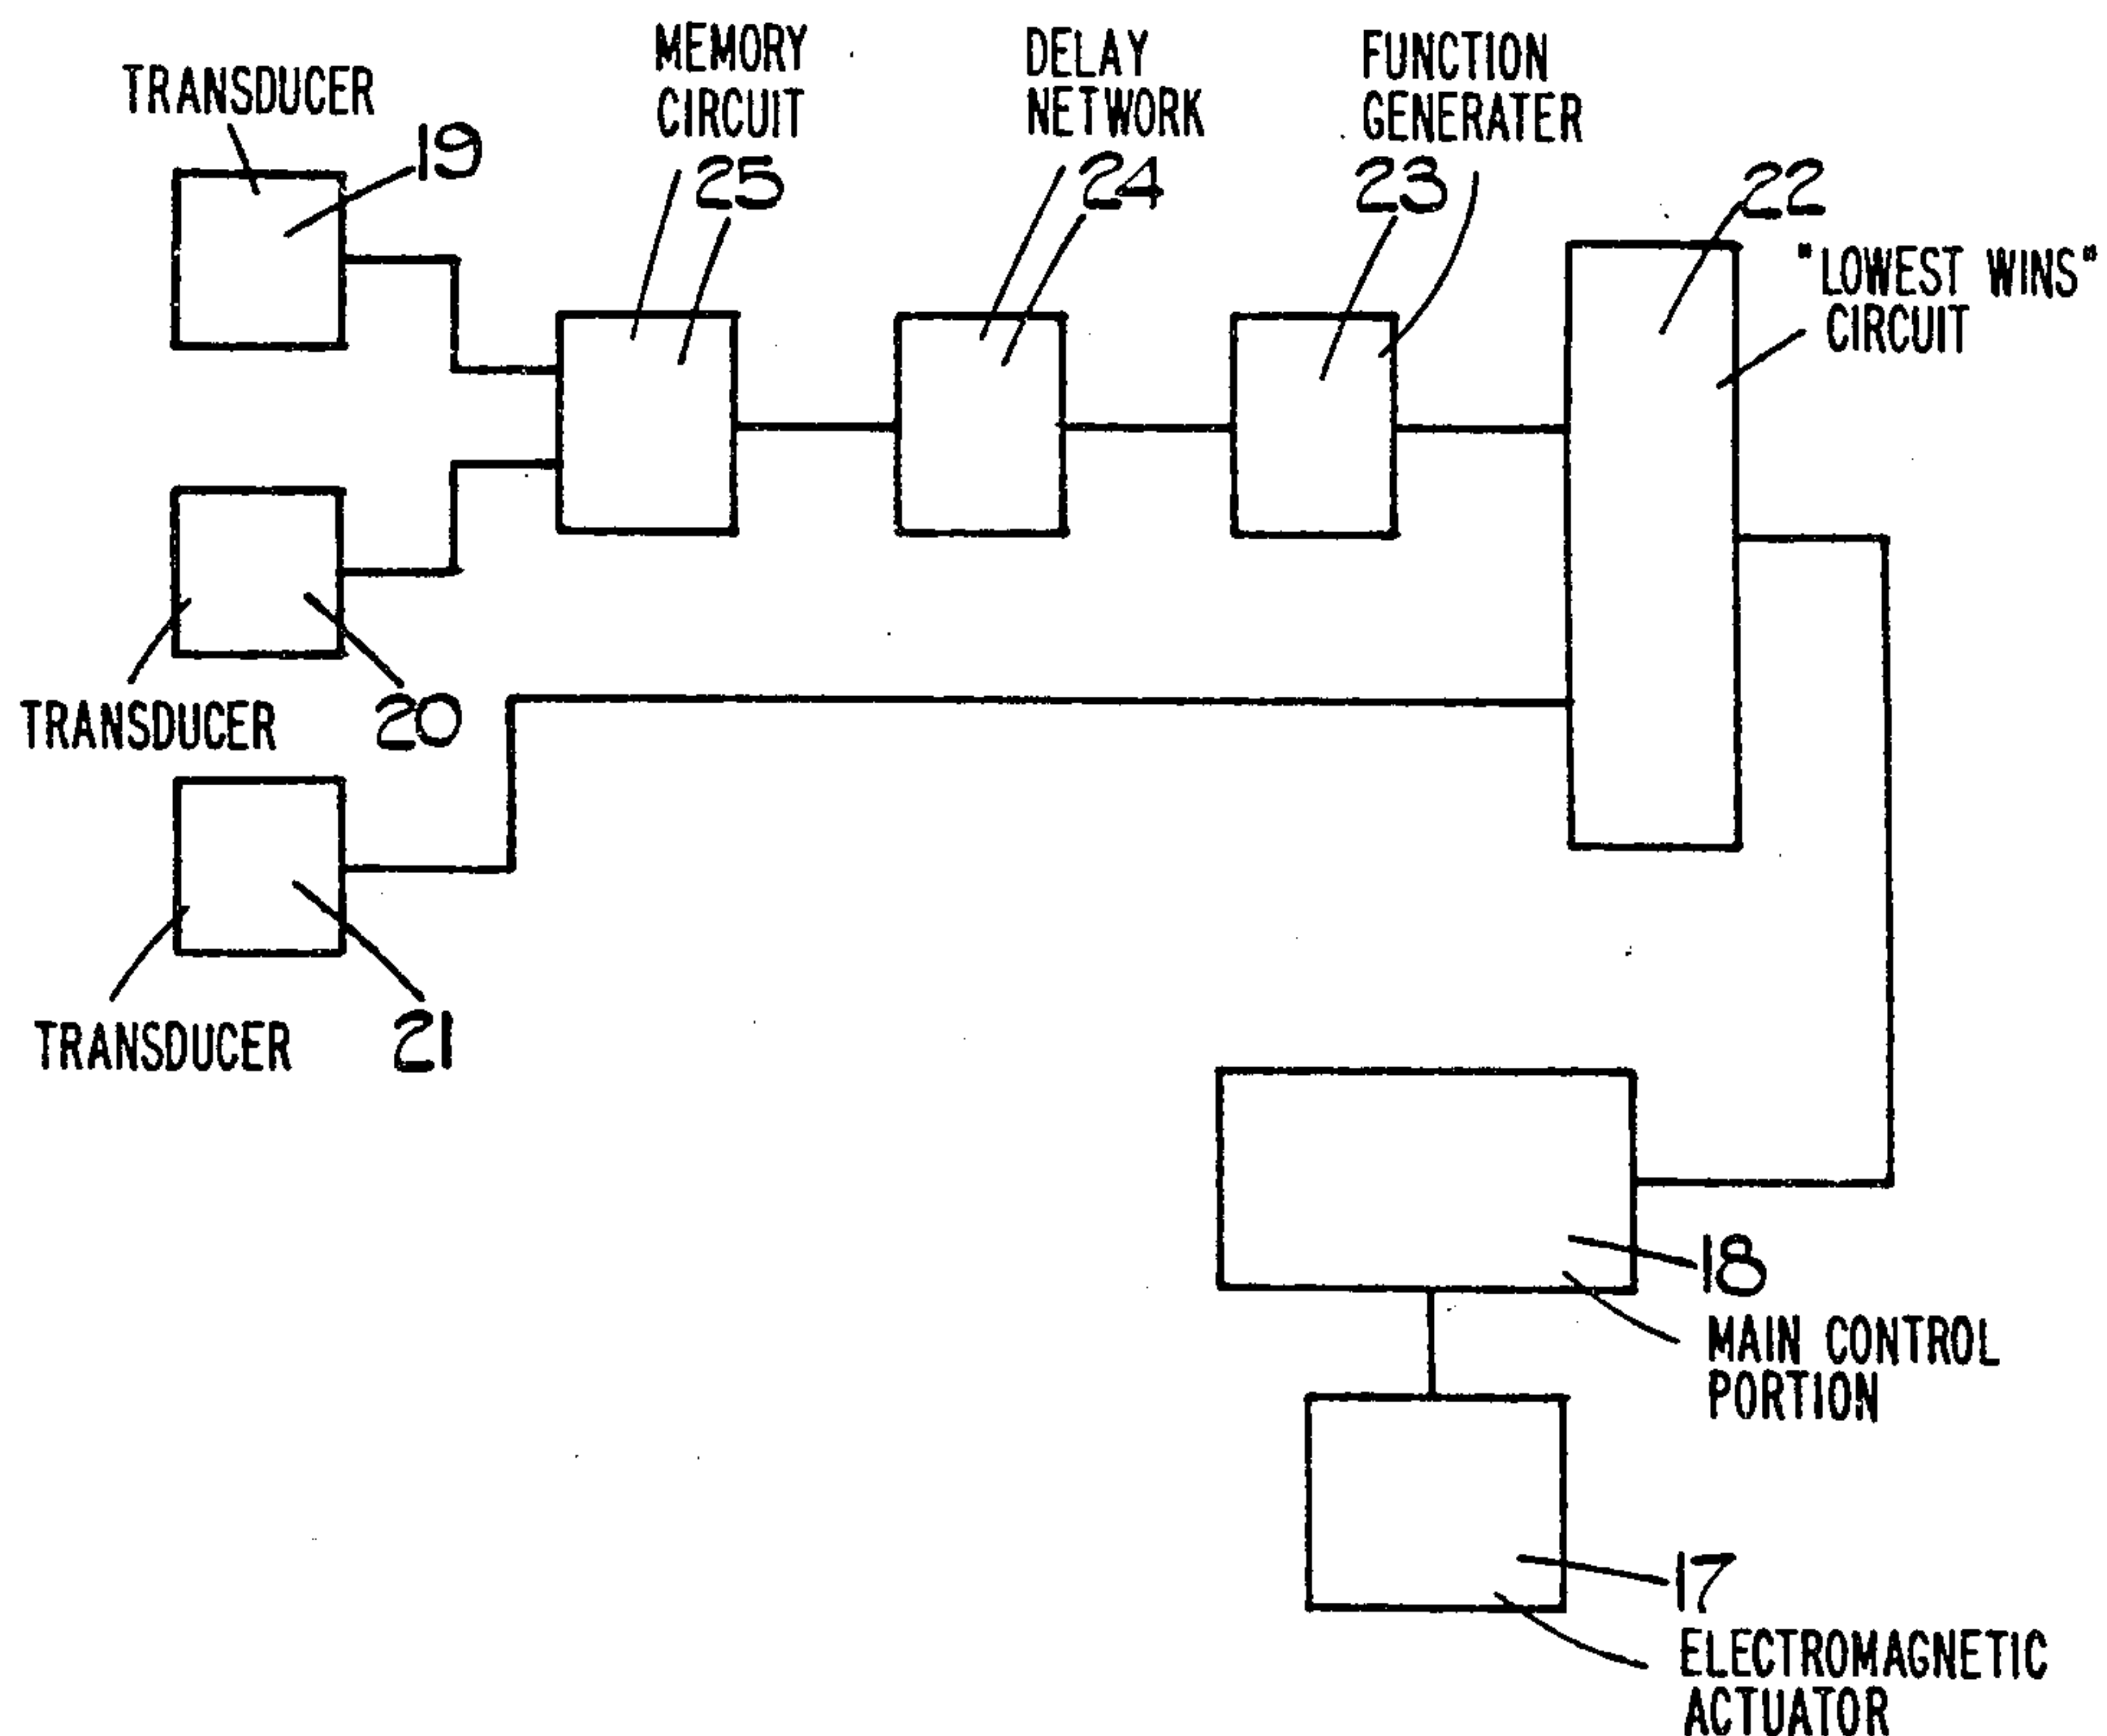 TRANSDUCER
19
MEMORY
CIRCUIT
25
DELAY
NETWORK
24
FUNCTION
GENERATER
23
22
"LOWEST WINS"
CIRCUIT
TRANSDUCER
20
TRANSDUCER
21
18
MAIN CONTROL
PORTION
17
ELECTROMAGNETIC
ACTUATOR